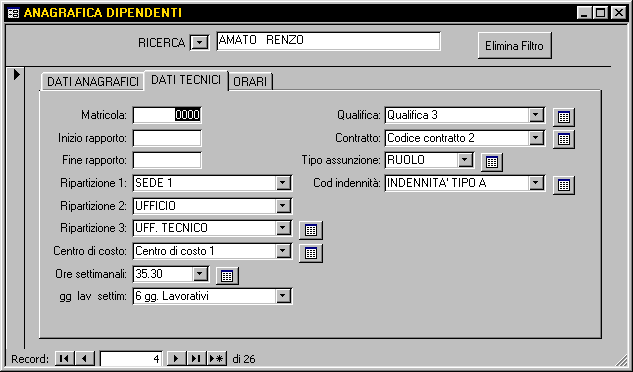 ANAGRAFICA DIPENDENTI
RICERCA AMATO RENZO Elimina Filtro
DATI ANAGRAFICI DATI TECNICI ORARI
Matricola: 0000 Qualifica: Qualifica 3
Inizio rapporto: Contratto: Codice contratto 2
Fine rapporto: Tipo assunzione: RUOLO
Ripartizione 1: SEDE 1 Cod indennità: INDENNITA' TIPO A
Ripartizione 2: UFFICIO
Ripartizione 3: UFF. TECNICO
Centro di costo: Centro di costo 1
Ore settimanali: 35.30
gg lav settim: 6 gg. Lavorativi
Record: 4 di 26